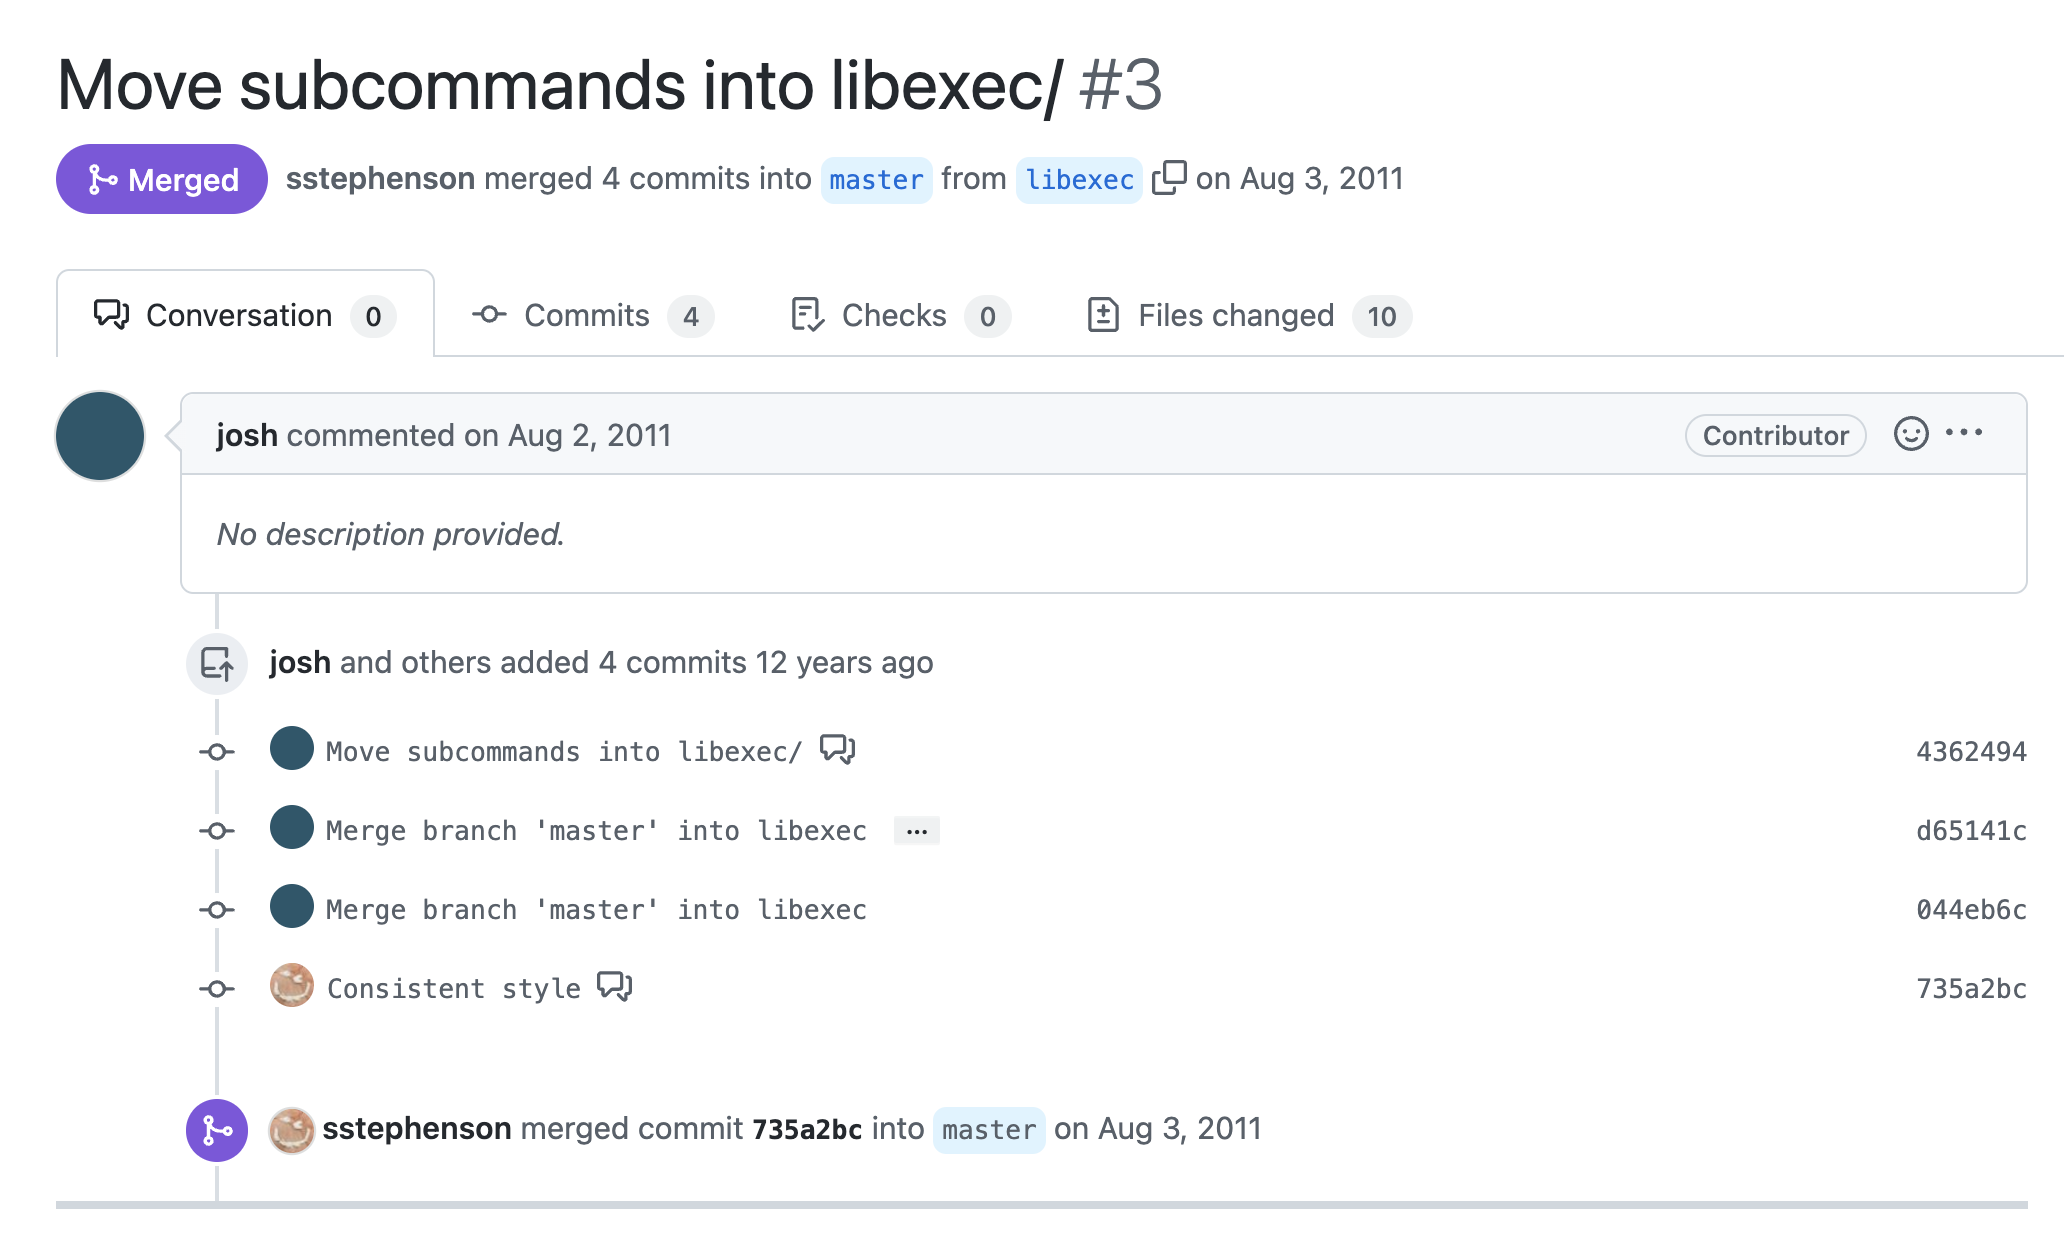 Move subcommands into libexec/ #3
Merged sstephenson merged 4 commits into master from libexec on Aug 3, 2011
Conversation 0 Commits 4 Checks 0 Files changed 10
josh commented on Aug 2, 2011 Contributor ...
No description provided.
josh and others added 4 commits 12 years ago
Move subcommands into libexec/ 4362494
Merge branch 'master' into libexec ... d65141c
Merge branch 'master' into libexec 044eb6c
Consistent style 735a2bc
sstephenson merged commit 735a2bc into master on Aug 3, 2011